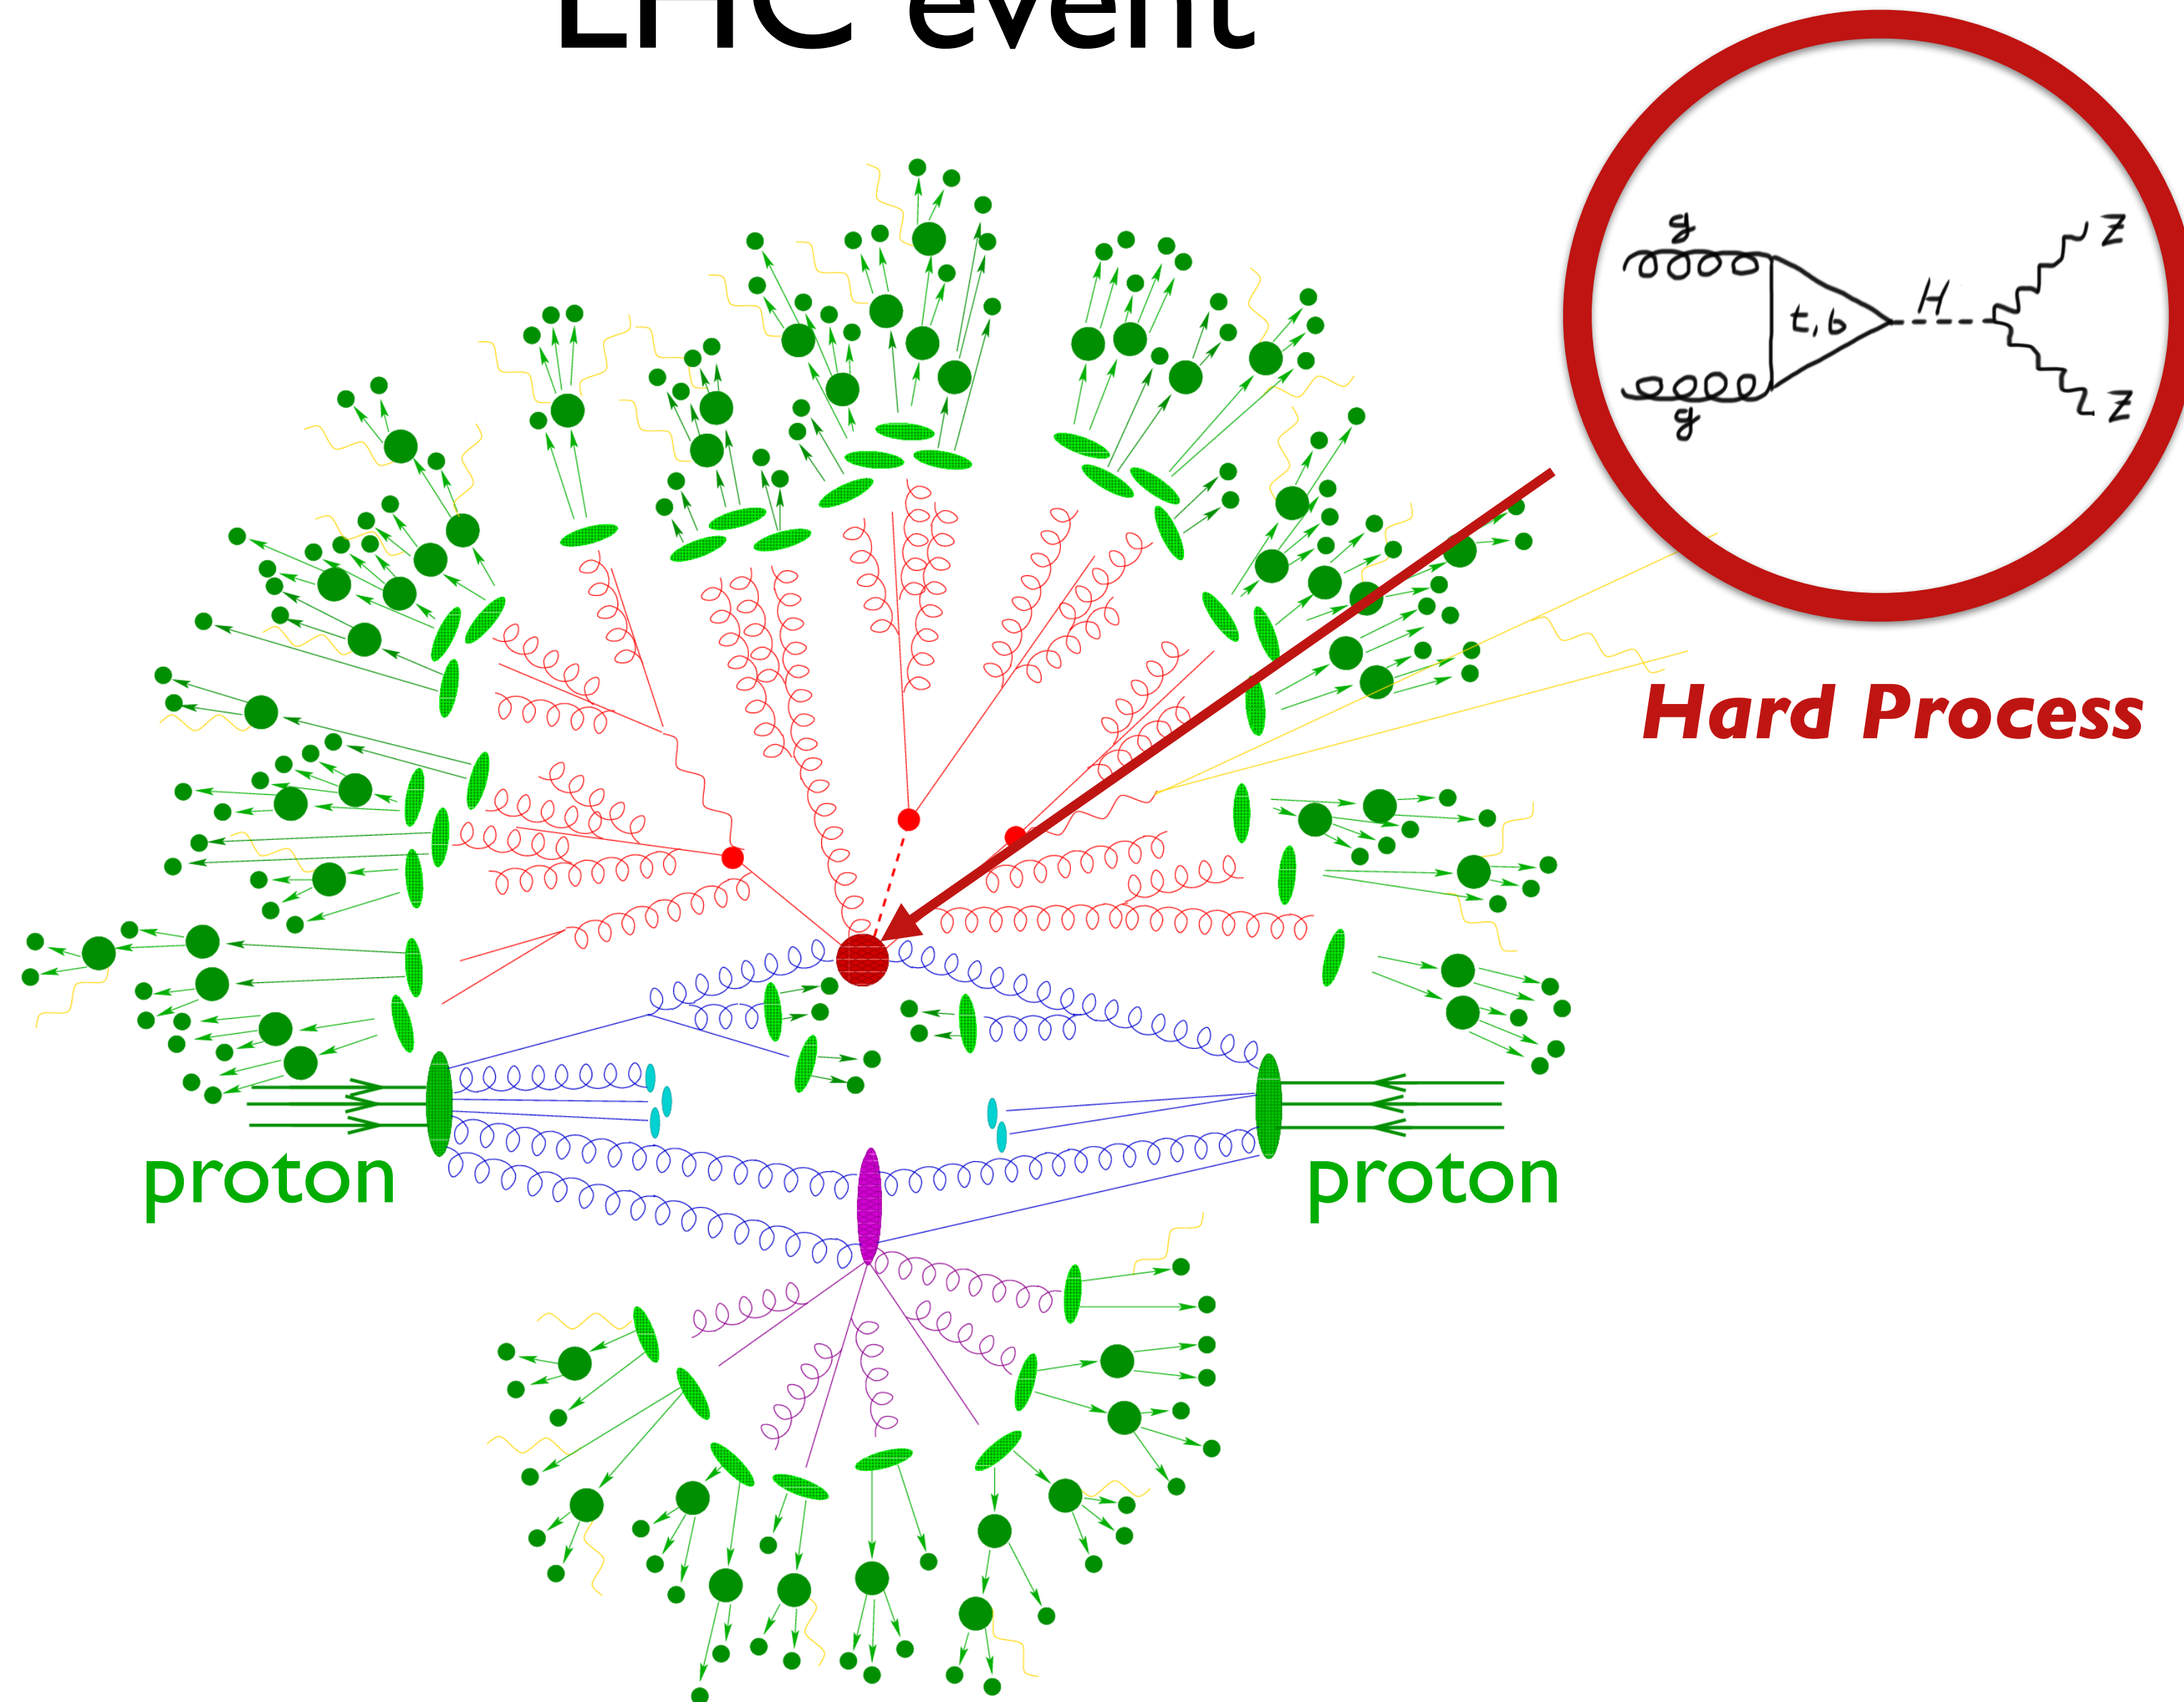 LHC event
g
Z
H
t, b
g
Z
Hard Process
proton
proton